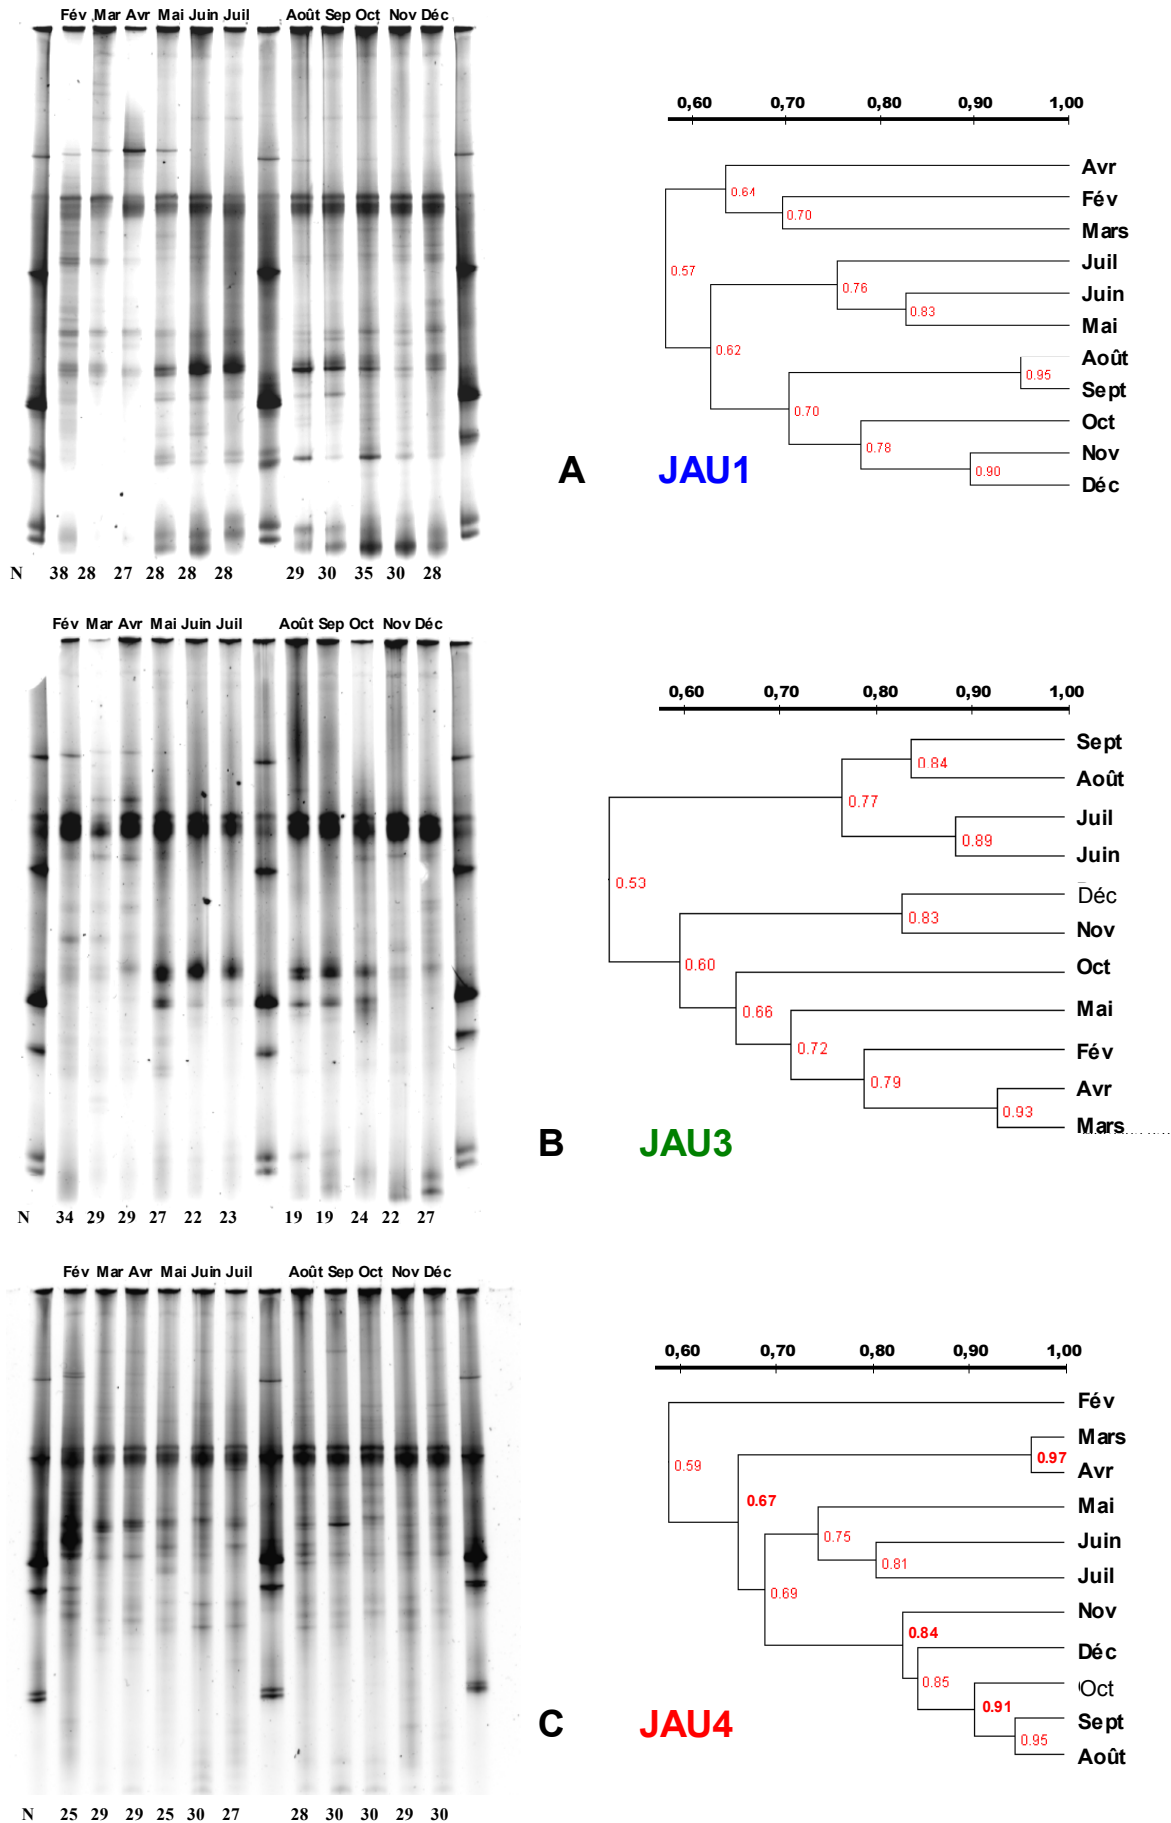 Fév Mar Avr Mai Juin Juil Août Sep Oct Nov Déc
N 38 28 27 28 28 28 29 30 35 30 28
0,60 0,70 0,80 0,90 1,00
Avr
0.64
Fév
0.70
Mars
Juil
0.57
0.76
Juin
0.83
Mai
0.62
Août
0.95
Sept
0.70
Oct
0.78
Nov
0.90
Déc
A JAU1
Fév Mar Avr Mai Juin Juil Août Sep Oct Nov Déc
N 34 29 29 27 22 23 19 19 24 22 27
0,60 0,70 0,80 0,90 1,00
Sept
0.84
Août
0.77
Juil
0.89
Juin
0.53
Déc
0.83
Nov
0.60
Oct
0.66
Mai
0.72
Fév
0.79
Avr
0.93
Mars
B JAU3
Fév Mar Avr Mai Juin Juil Août Sep Oct Nov Déc
N 25 29 29 25 30 27 28 30 30 29 30
0,60 0,70 0,80 0,90 1,00
Fév
Mars
0.59 0.97
Avr
0.67
Mai
0.75
Juin
0.81
Juil
0.69
Nov
0.84
Déc
0.85
Oct
0.91
Sept
0.95
Août
C JAU4